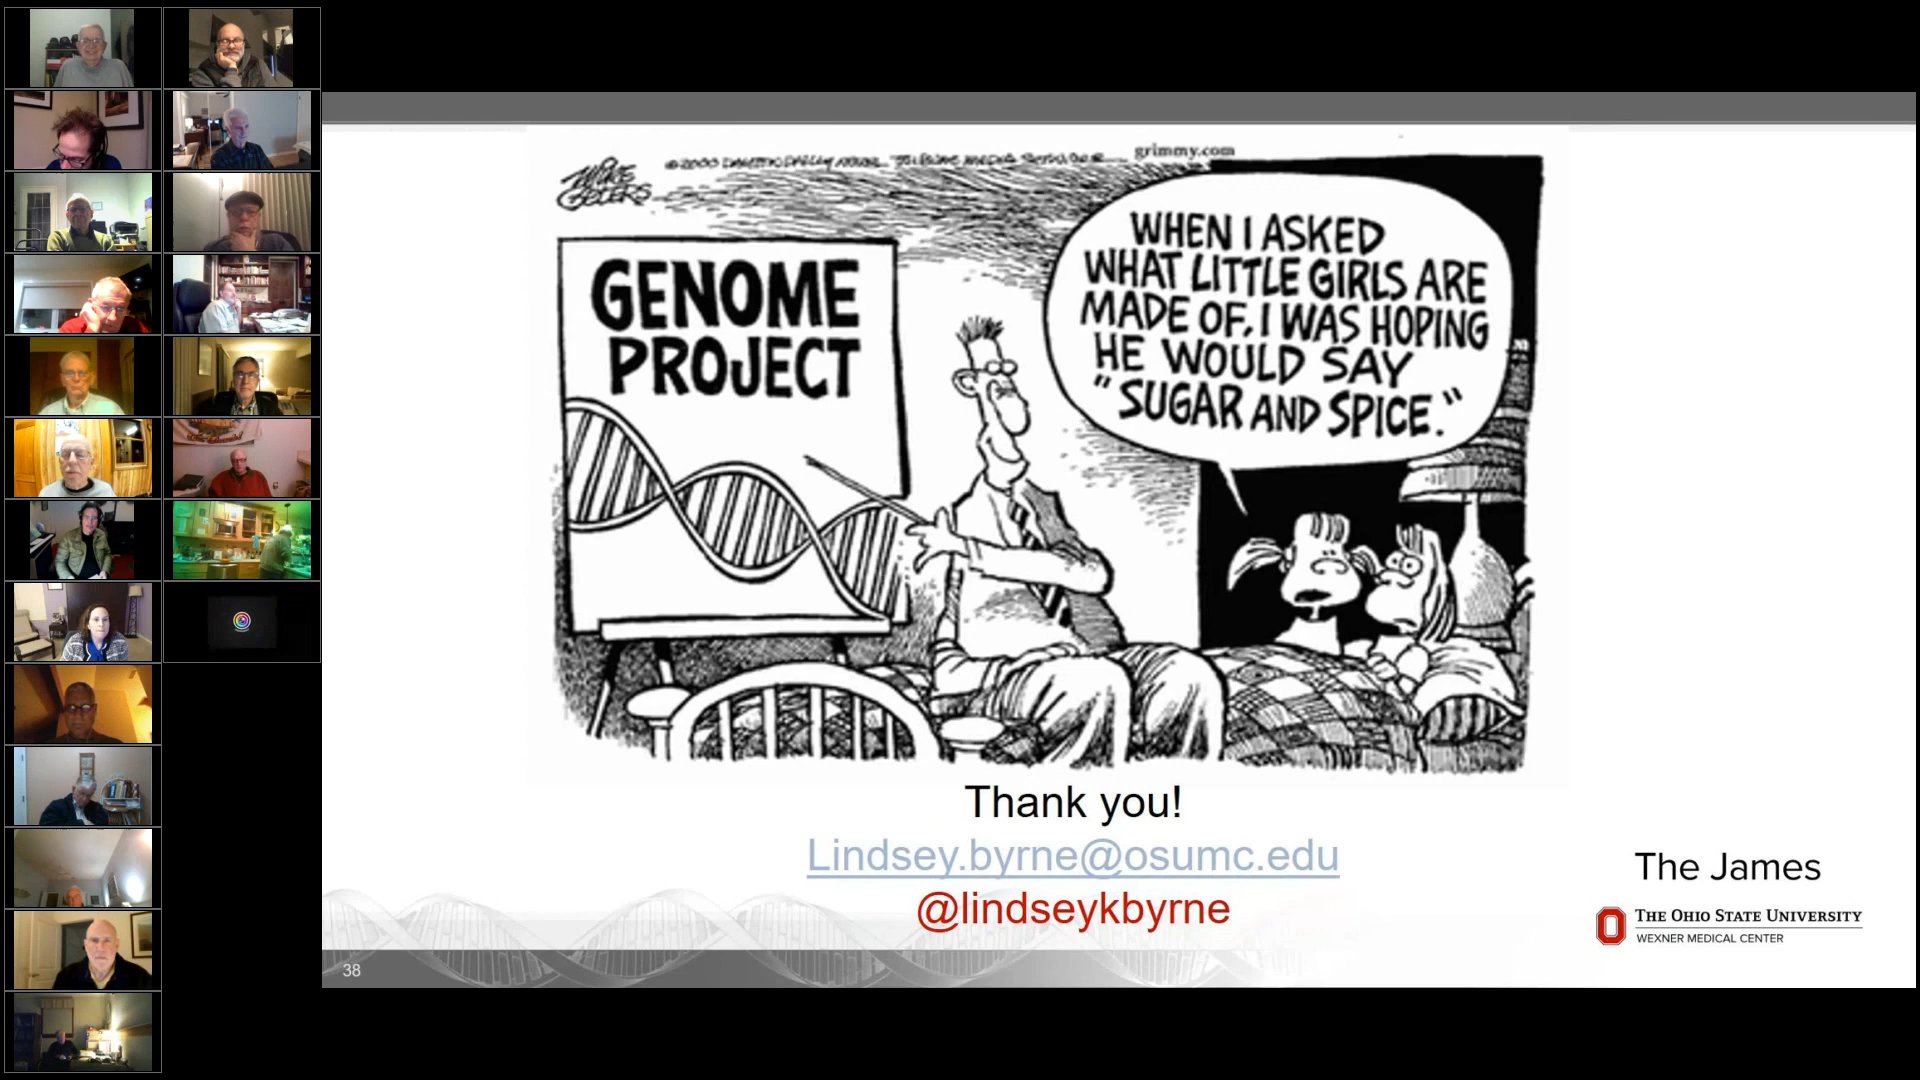 grimmy.com
GENOME
PROJECT
WHEN I ASKED
WHAT LITTLE GIRLS ARE
MADE OF, I WAS HOPING
HE WOULD SAY
"SUGAR AND SPICE."
Thank you!
Lindsey.byrne@osumc.edu
@lindseykbyrne
The James
THE OHIO STATE UNIVERSITY
WEXNER MEDICAL CENTER
38